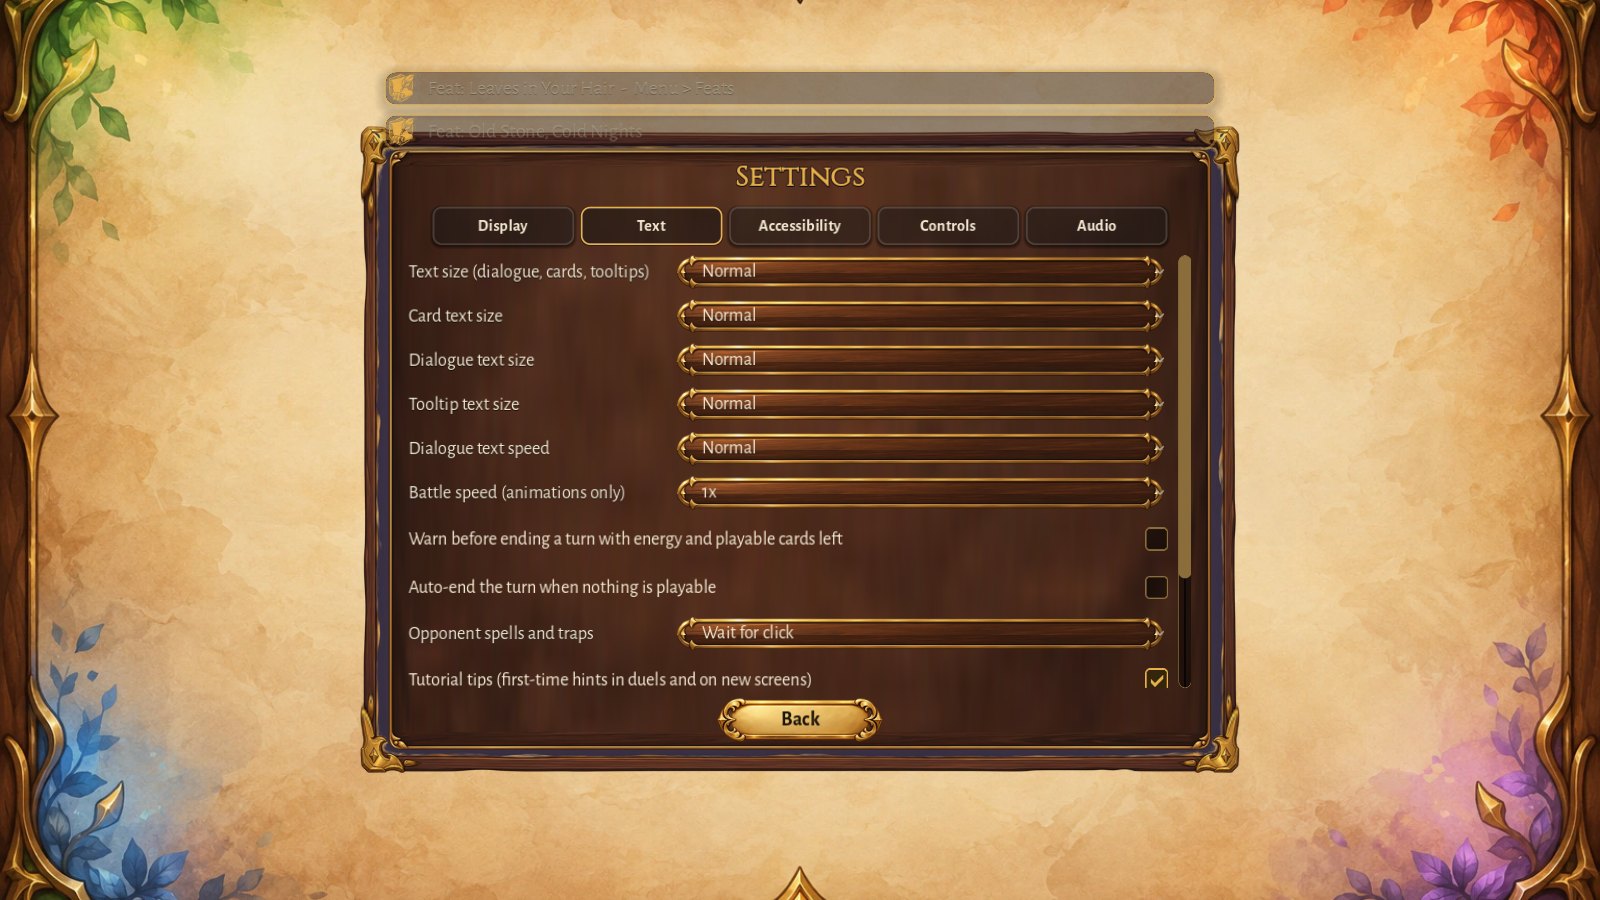 Feat: Leaves in Your Hair - Menu > Feats
Feat: Old Stone, Cold Nights
SETTINGS
Display
Text
Accessibility
Controls
Audio
Text size (dialogue, cards, tooltips)
Normal
Card text size
Normal
Dialogue text size
Normal
Tooltip text size
Normal
Dialogue text speed
Normal
Battle speed (animations only)
1x
Warn before ending a turn with energy and playable cards left
Auto-end the turn when nothing is playable
Opponent spells and traps
Wait for click
Tutorial tips (first-time hints in duels and on new screens)
Back